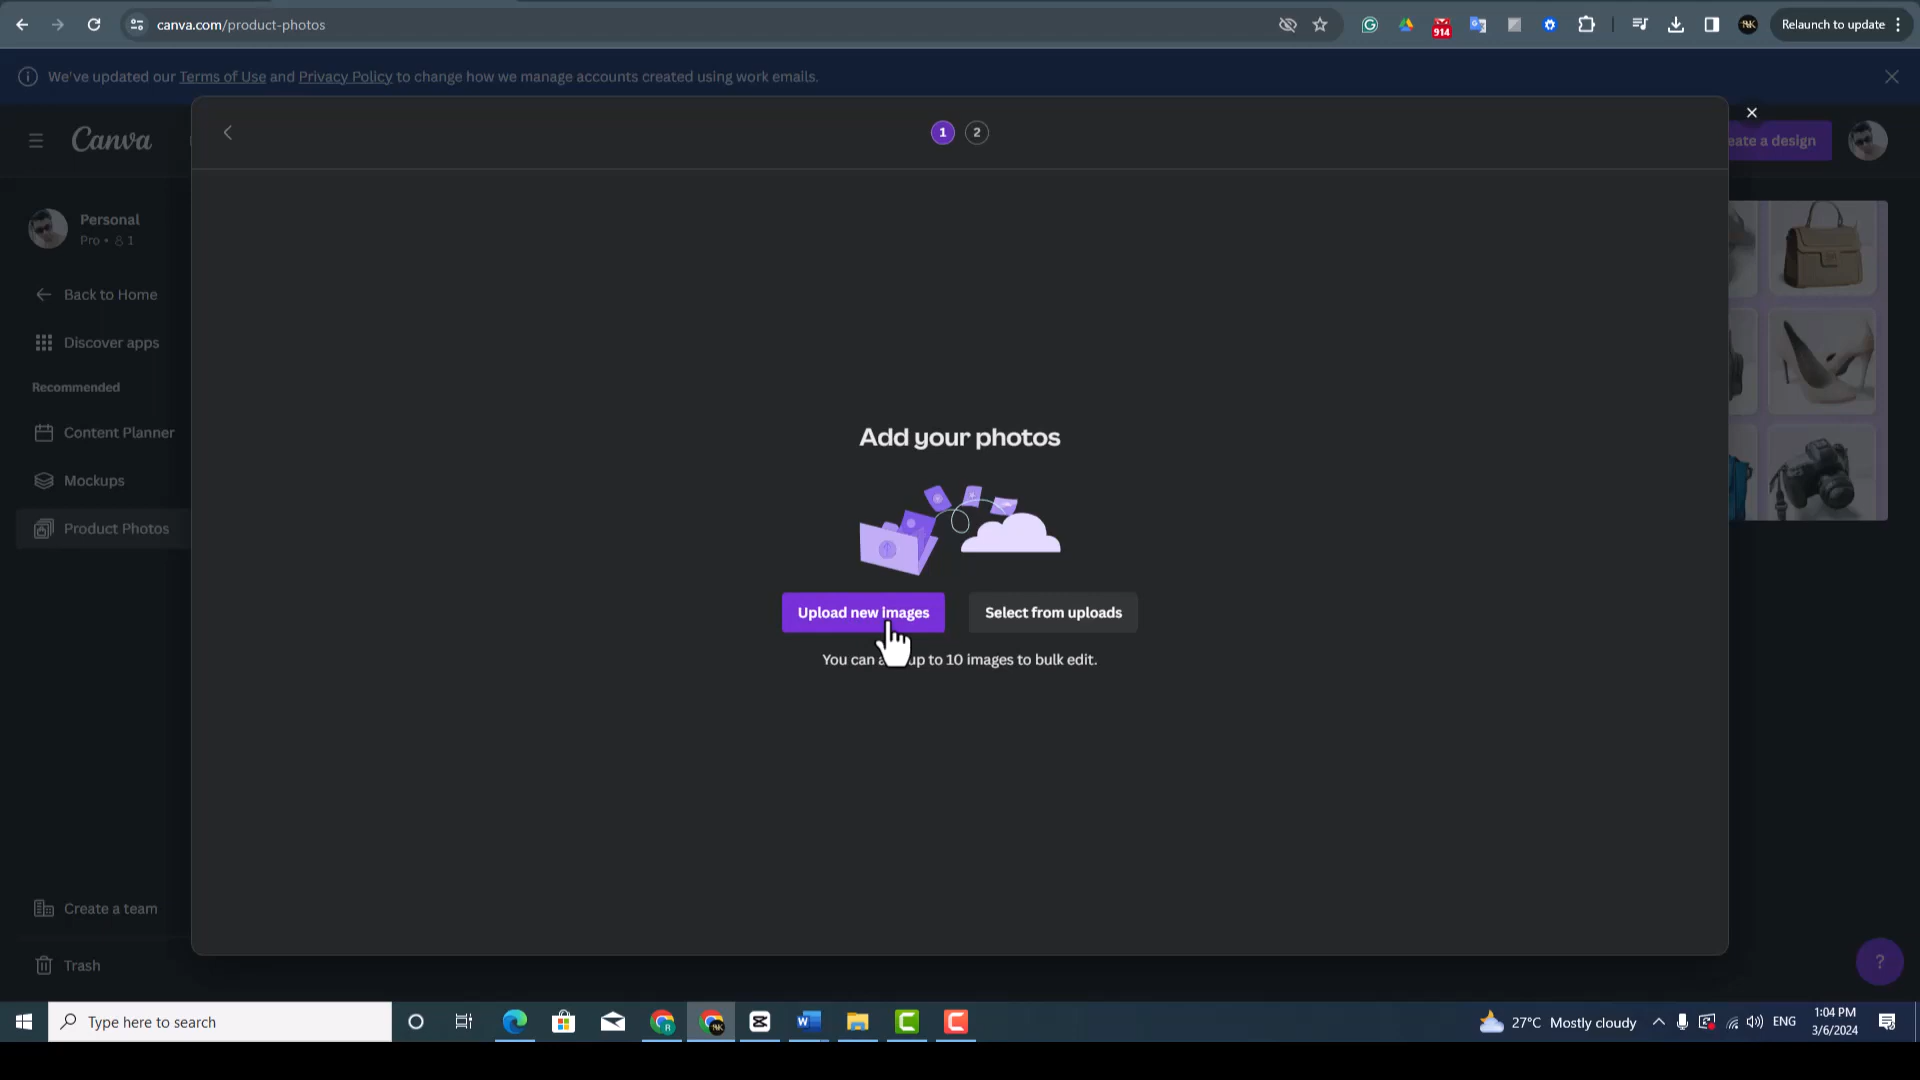 canva.com/product-photos
914
Relaunch to update
We've updated our Terms of Use and Privacy Policy to change how we manage accounts created using work emails.
Canva
1
2
eate a design
Personal
Pro • 1
Back to Home
Discover apps
Recommended
Content Planner
Mockups
Product Photos
Add your photos
Upload new images
Select from uploads
You can up to 10 images to bulk edit.
Create a team
Trash
?
Type here to search
27°C Mostly cloudy
ENG
1:04 PM
3/6/2024